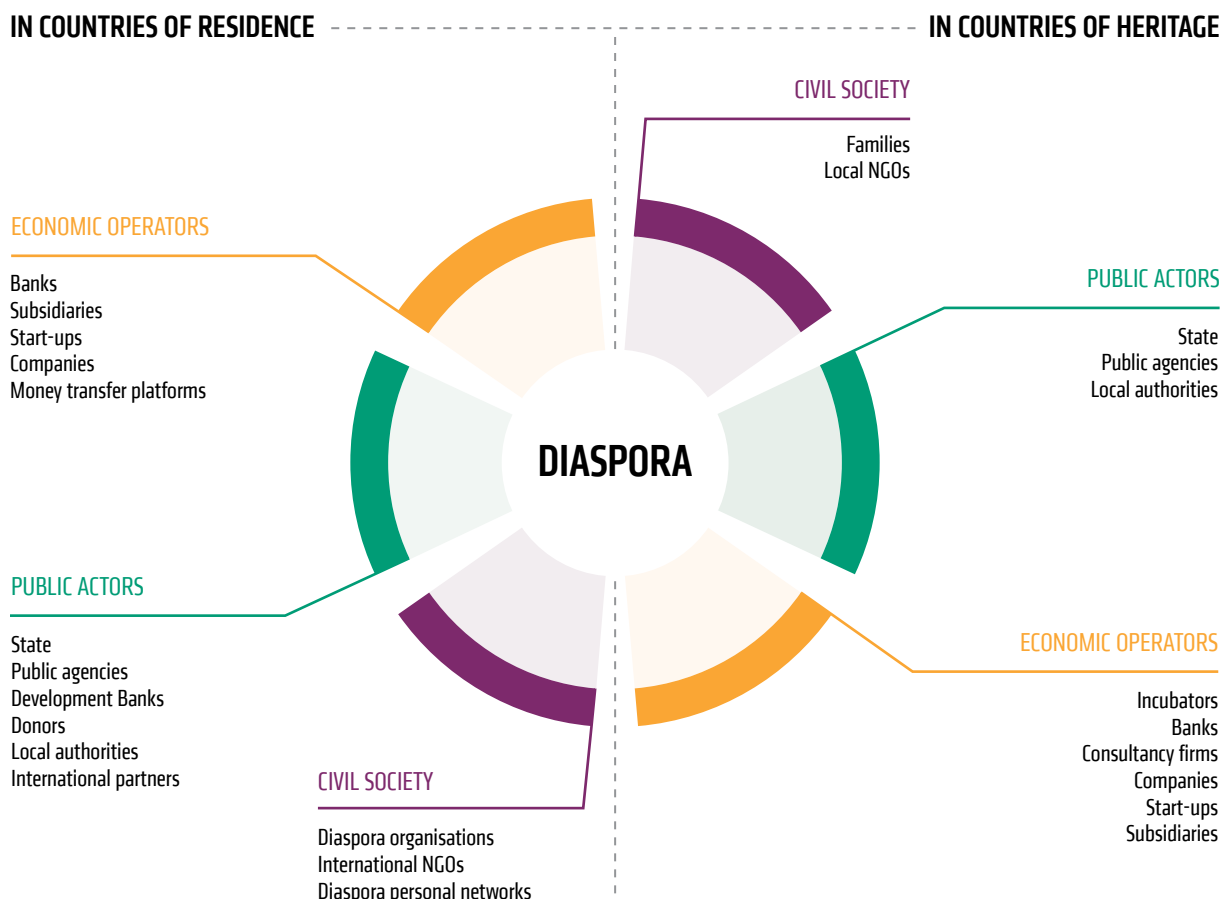 IN COUNTRIES OF RESIDENCE
IN COUNTRIES OF HERITAGE
CIVIL SOCIETY
Families
Local NGOs
ECONOMIC OPERATORS
Banks
Subsidiaries
Start-ups
Companies
Money transfer platforms
PUBLIC ACTORS
State
Public agencies
Local authorities
DIASPORA
PUBLIC ACTORS
State
Public agencies
Development Banks
Donors
Local authorities
International partners
CIVIL SOCIETY
Diaspora organisations
International NGOs
Diaspora personal networks
ECONOMIC OPERATORS
Incubators
Banks
Consultancy firms
Companies
Start-ups
Subsidiaries